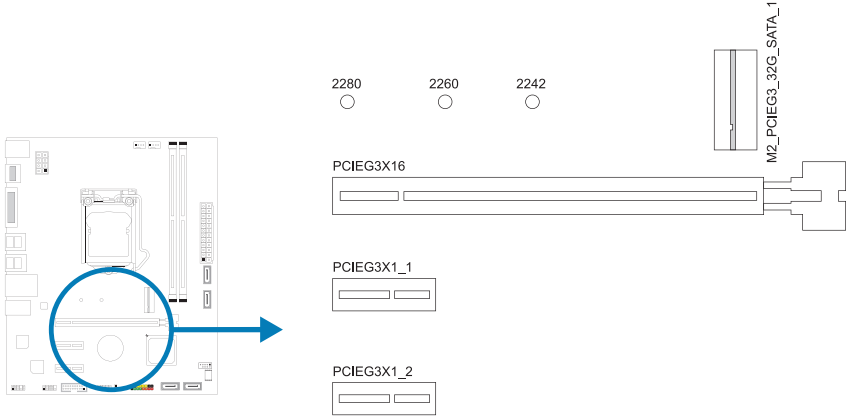 2280
2260
2242
M2_PCIEG3_32G_SATA_1
PCIEG3X16
PCIEG3X1_1
PCIEG3X1_2